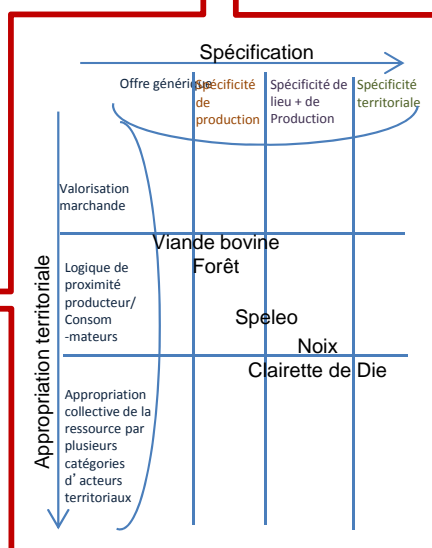 Spécification
Offre générique
Spécificité
de
production
Spécificité de
lieu + de
Production
Spécificité
territoriale
Appropriation territoriale
Valorisation
marchande
Logique de
proximité
producteur/
Consom
-mateurs
Appropriation
collective de la
ressource par
plusieurs
catégories
d’acteurs
territoriaux
Viande bovine
Forêt
Speleo
Noix
Clairette de Die